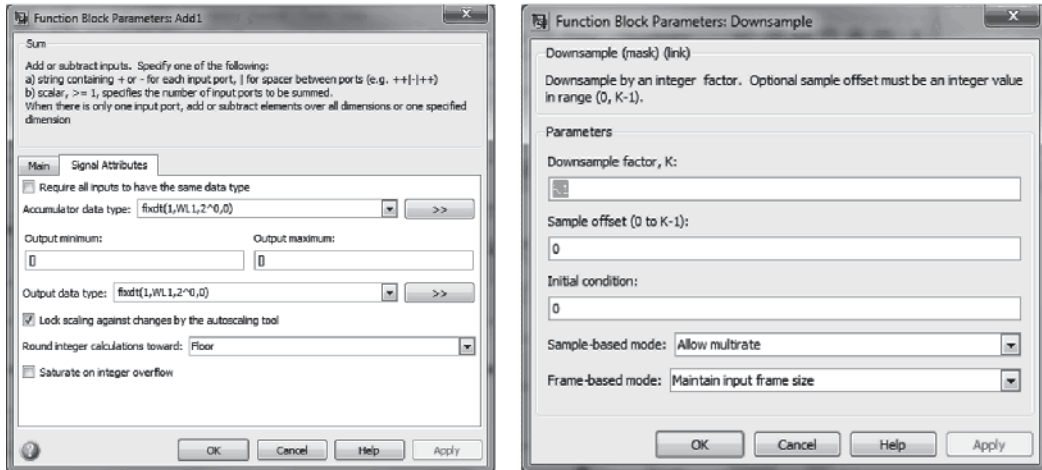 Function Block Parameters: Add1
Sum
Add or subtract inputs. Specify one of the following:
a) string containing + or - for each input port, | for spacer between ports (e.g. ++|-|++)
b) scalar, >= 1, specifies the number of input ports to be summed.
When there is only one input port, add or subtract elements over all dimensions or one specified
dimension
Main Signal Attributes
Require all inputs to have the same data type
Accumulator data type: fixdt(1,WL1,2^0,0) >>
Output minimum: Output maximum:
[] []
Output data type: fixdt(1,WL1,2^0,0) >>
Lock scaling against changes by the autoscaling tool
Round integer calculations toward: Floor
Saturate on integer overflow
OK Cancel Help Apply
Function Block Parameters: Downsample
Downsample (mask) (link)
Downsample by an integer factor. Optional sample offset must be an integer value
in range (0, K-1).
Parameters
Downsample factor, K:
Sample offset (0 to K-1):
0
Initial condition:
0
Sample-based mode: Allow multirate
Frame-based mode: Maintain input frame size
OK Cancel Help Apply